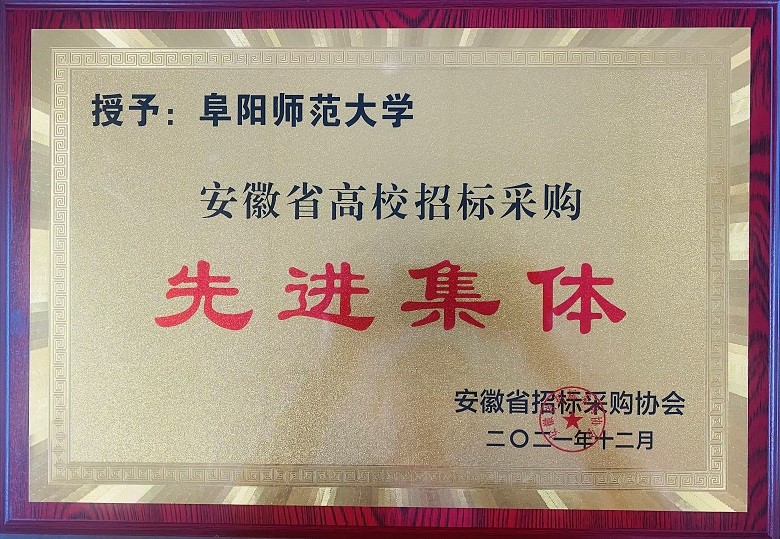 授予：阜阳师范大学
安徽省高校招标采购
先进集体
安徽省招标采购协会
二〇二一年十二月